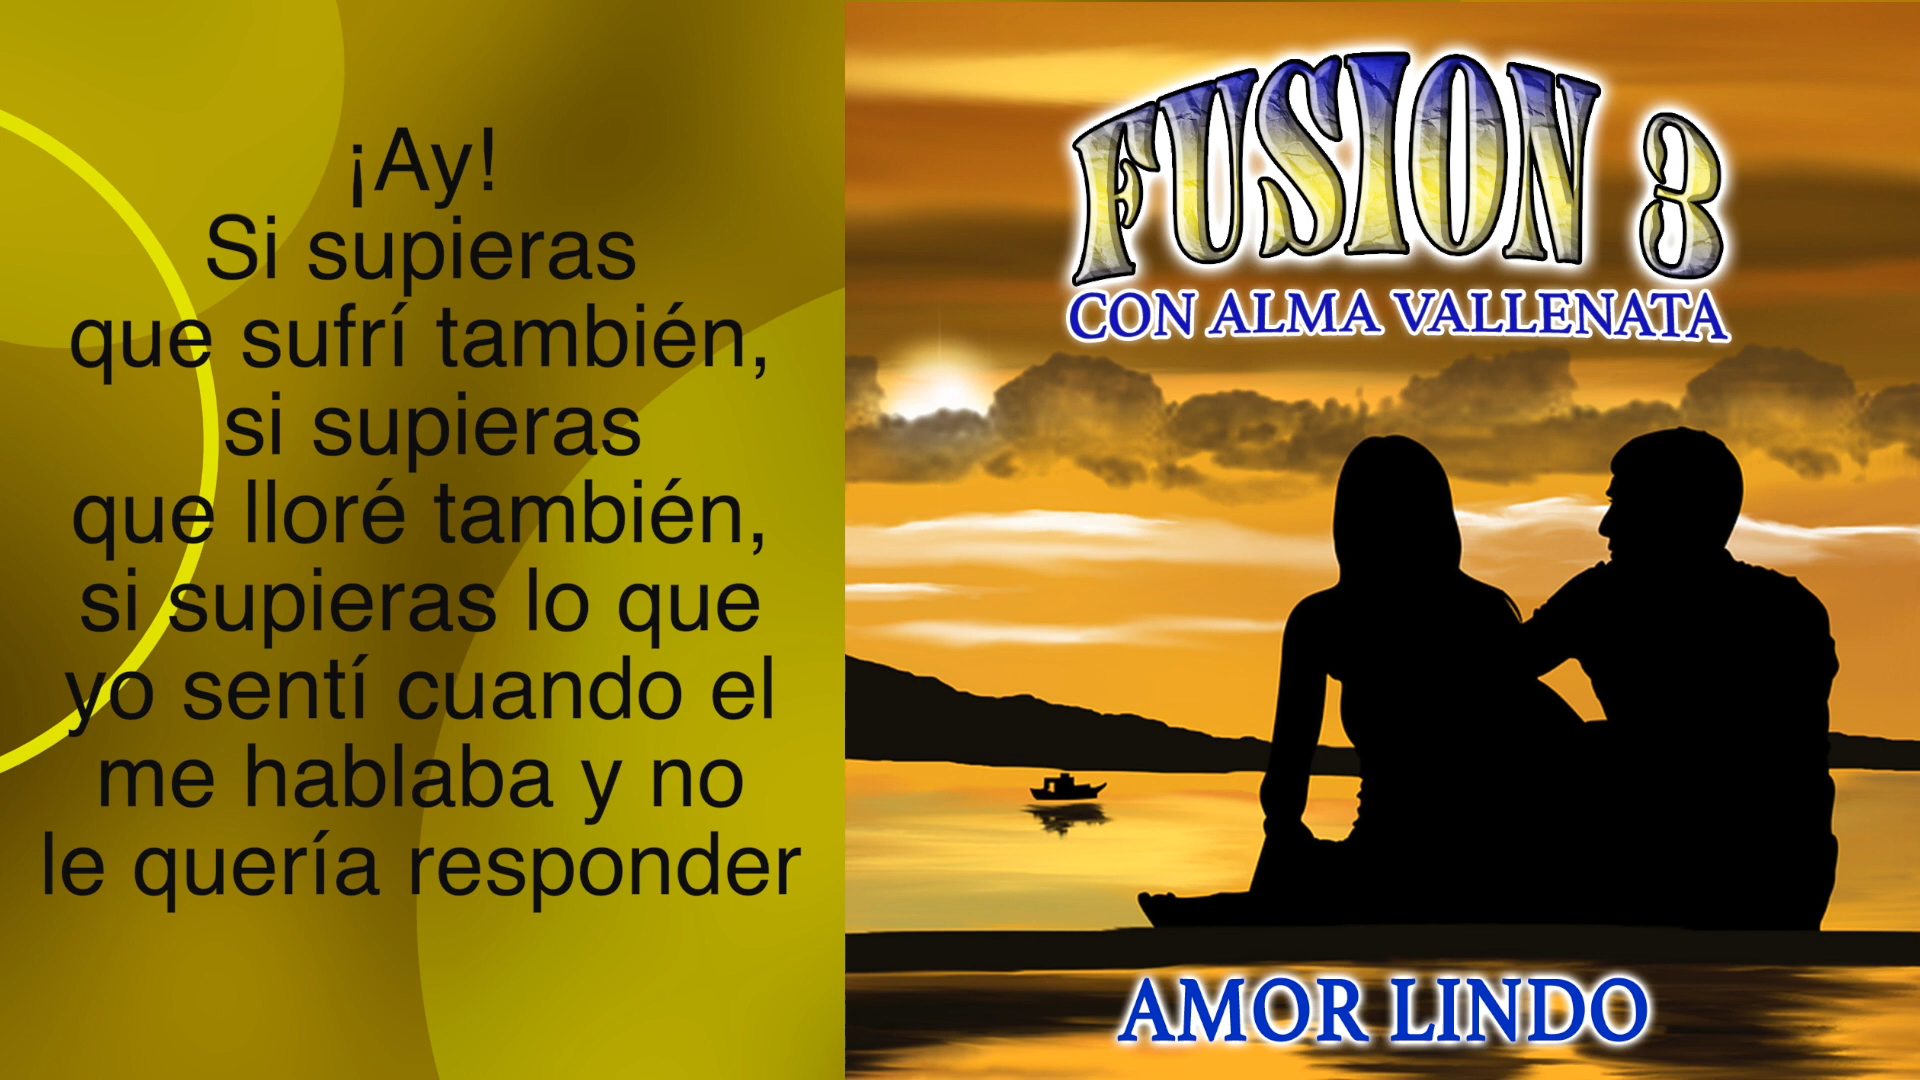 ¡Ay!
Si supieras
que sufrí también,
si supieras
que lloré también,
si supieras lo que
yo sentí cuando el
me hablaba y no
le quería responder
FUSION 3
CON ALMA VALLENATA
AMOR LINDO